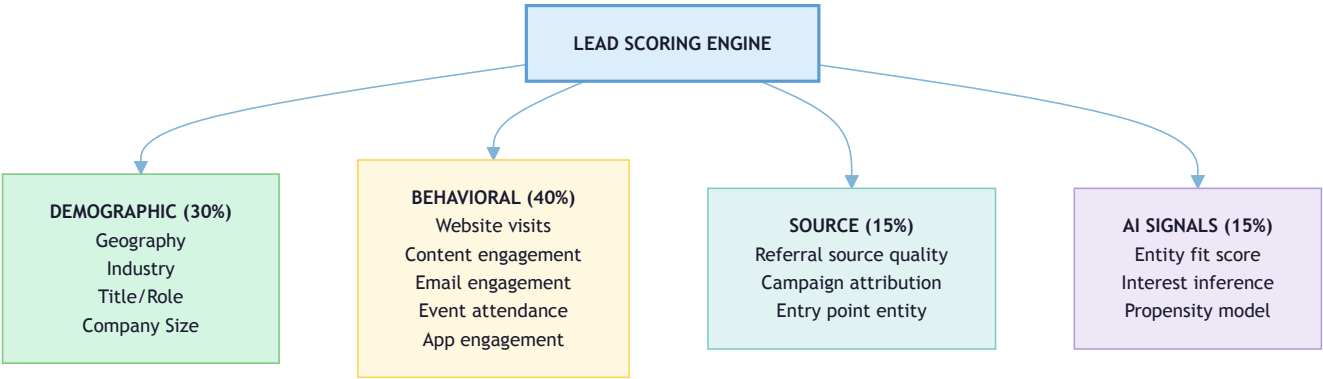 LEAD SCORING ENGINE
DEMOGRAPHIC (30%)
Geography
Industry
Title/Role
Company Size
BEHAVIORAL (40%)
Website visits
Content engagement
Email engagement
Event attendance
App engagement
SOURCE (15%)
Referral source quality
Campaign attribution
Entry point entity
AI SIGNALS (15%)
Entity fit score
Interest inference
Propensity model